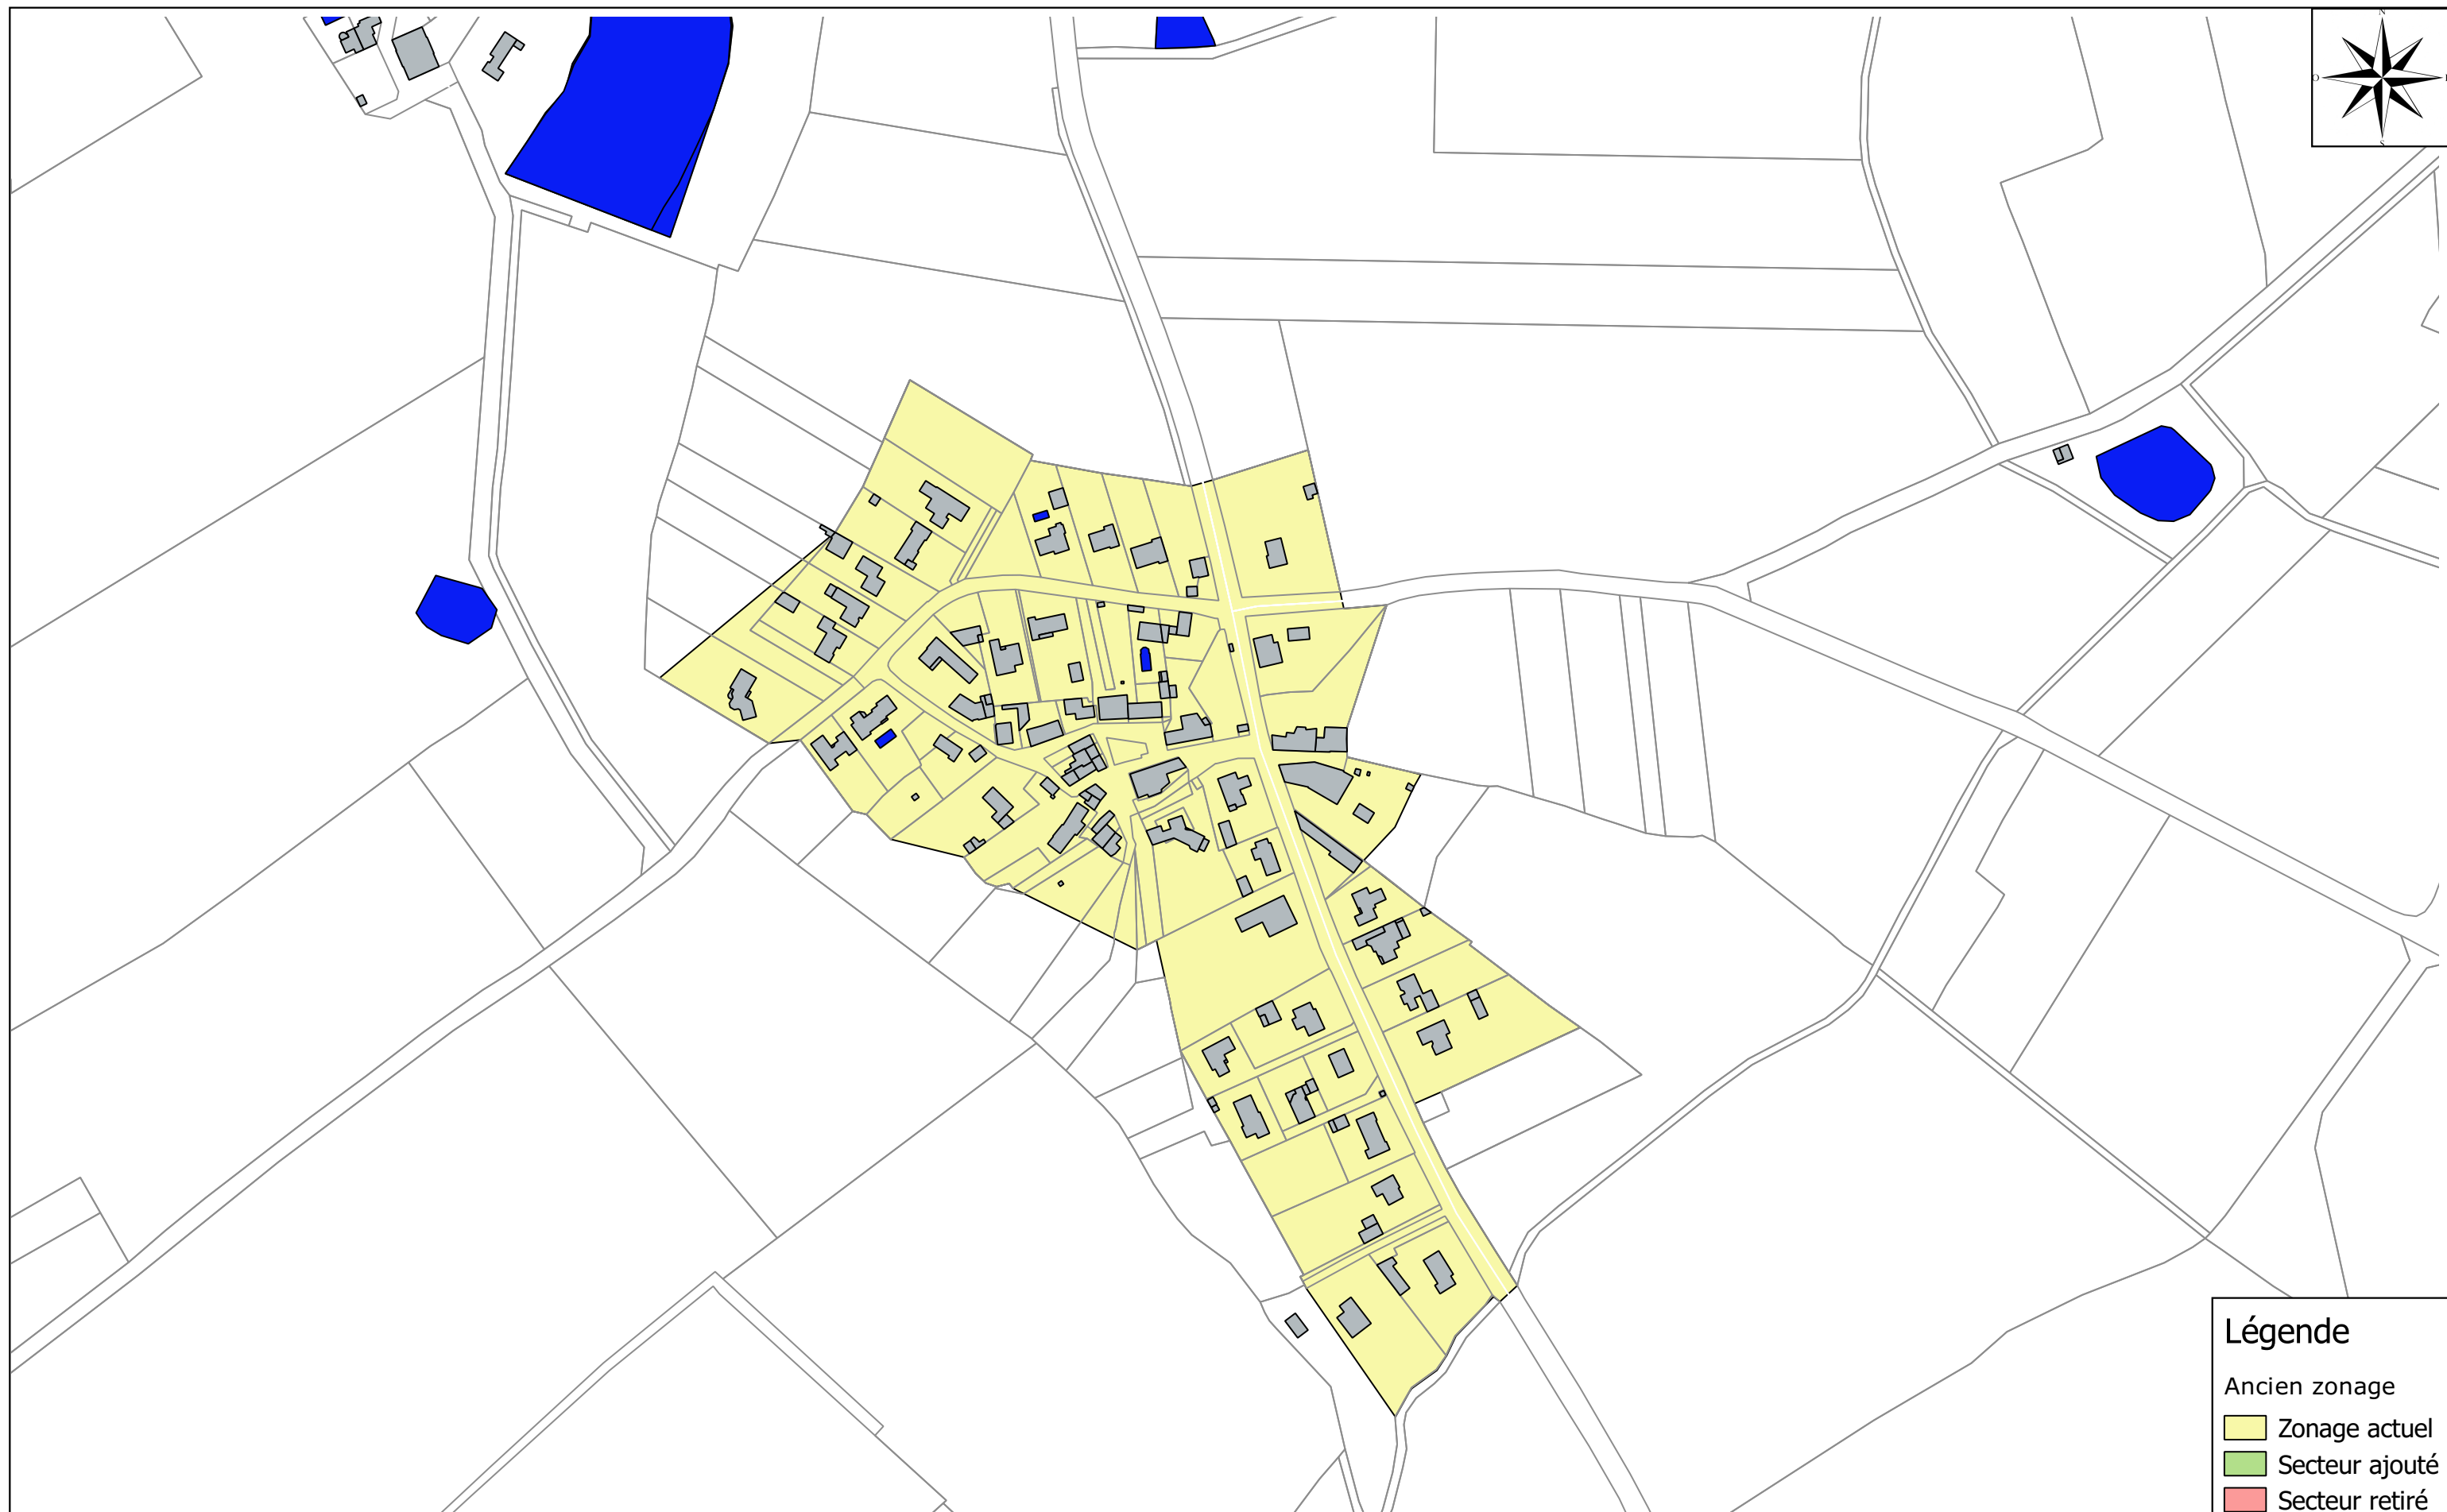 N
O
S
Légende
Ancien zonage
Zonage actuel
Secteur ajouté
Secteur retiré